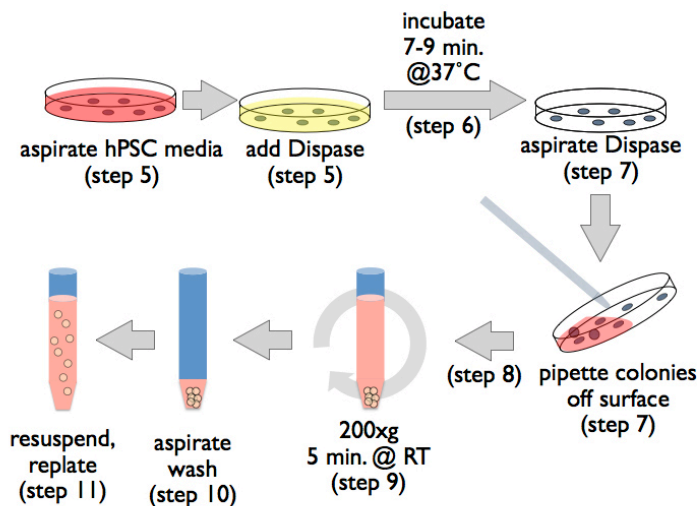 incubate
7-9 min.
@37˚C
(step 6)
aspirate hPSC media
(step 5)
add Dispase
(step 5)
aspirate Dispase
(step 7)
pipette colonies
off surface
(step 7)
(step 8)
200xg
5 min. @ RT
(step 9)
aspirate
wash
(step 10)
resuspend,
replate
(step 11)